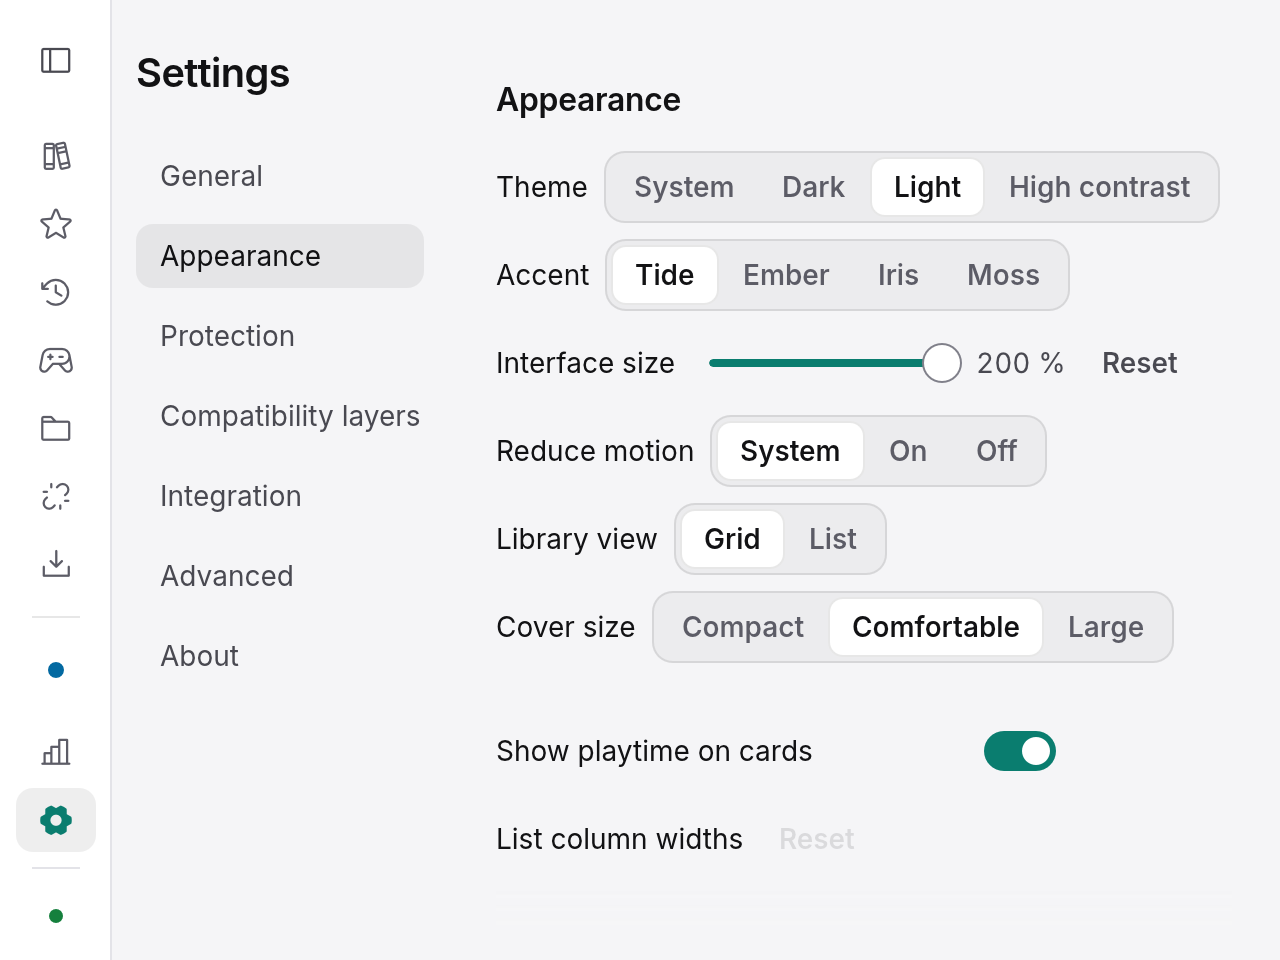 Settings
General
Appearance
Protection
Compatibility layers
Integration
Advanced
About
Appearance
Theme System Dark Light High contrast
Accent Tide Ember Iris Moss
Interface size 200 % Reset
Reduce motion System On Off
Library view Grid List
Cover size Compact Comfortable Large
Show playtime on cards
List column widths Reset